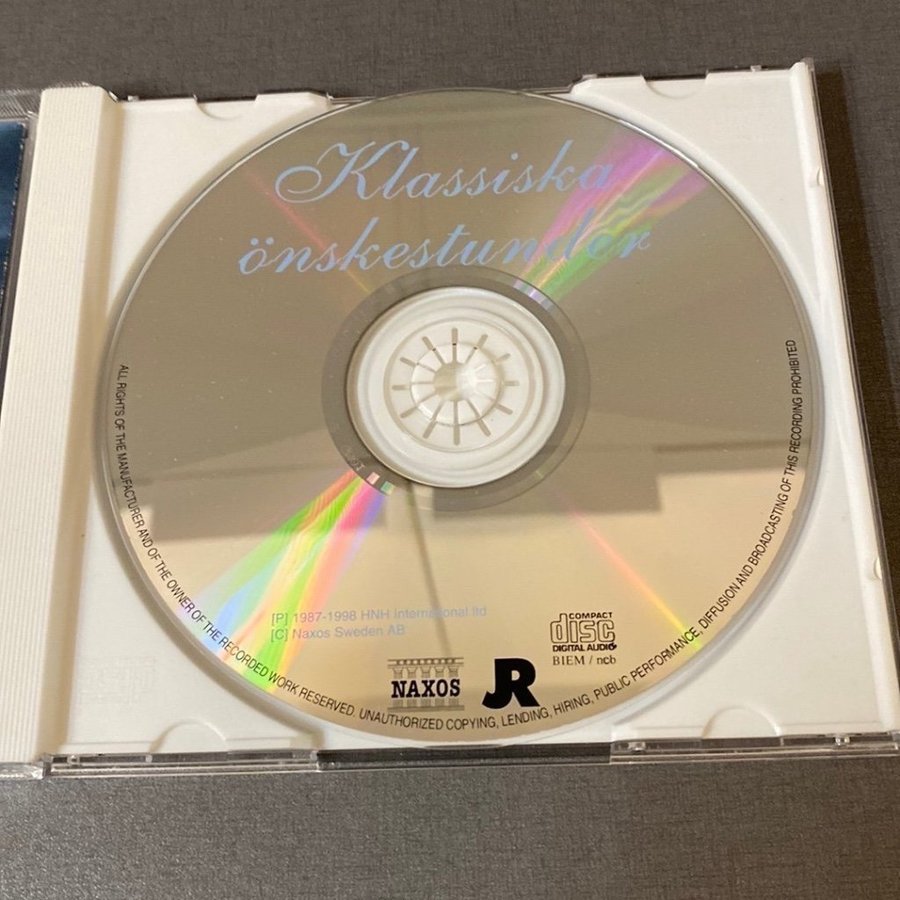 Klassiska
önskestunder
ALL RIGHTS OF THE MANUFACTURER AND OF THE OWNER OF THE RECORDED WORK RESERVED. UNAUTHORIZED COPYING, LENDING, HIRING, PUBLIC PERFORMANCE, DIFFUSION AND BROADCASTING OF THIS RECORDING PROHIBITED
[P] 1987-1998 HNH International ltd
[C] Naxos Sweden AB
COMPACT
disc
DIGITAL AUDIO
BIEM / ncb
NAXOS
JR